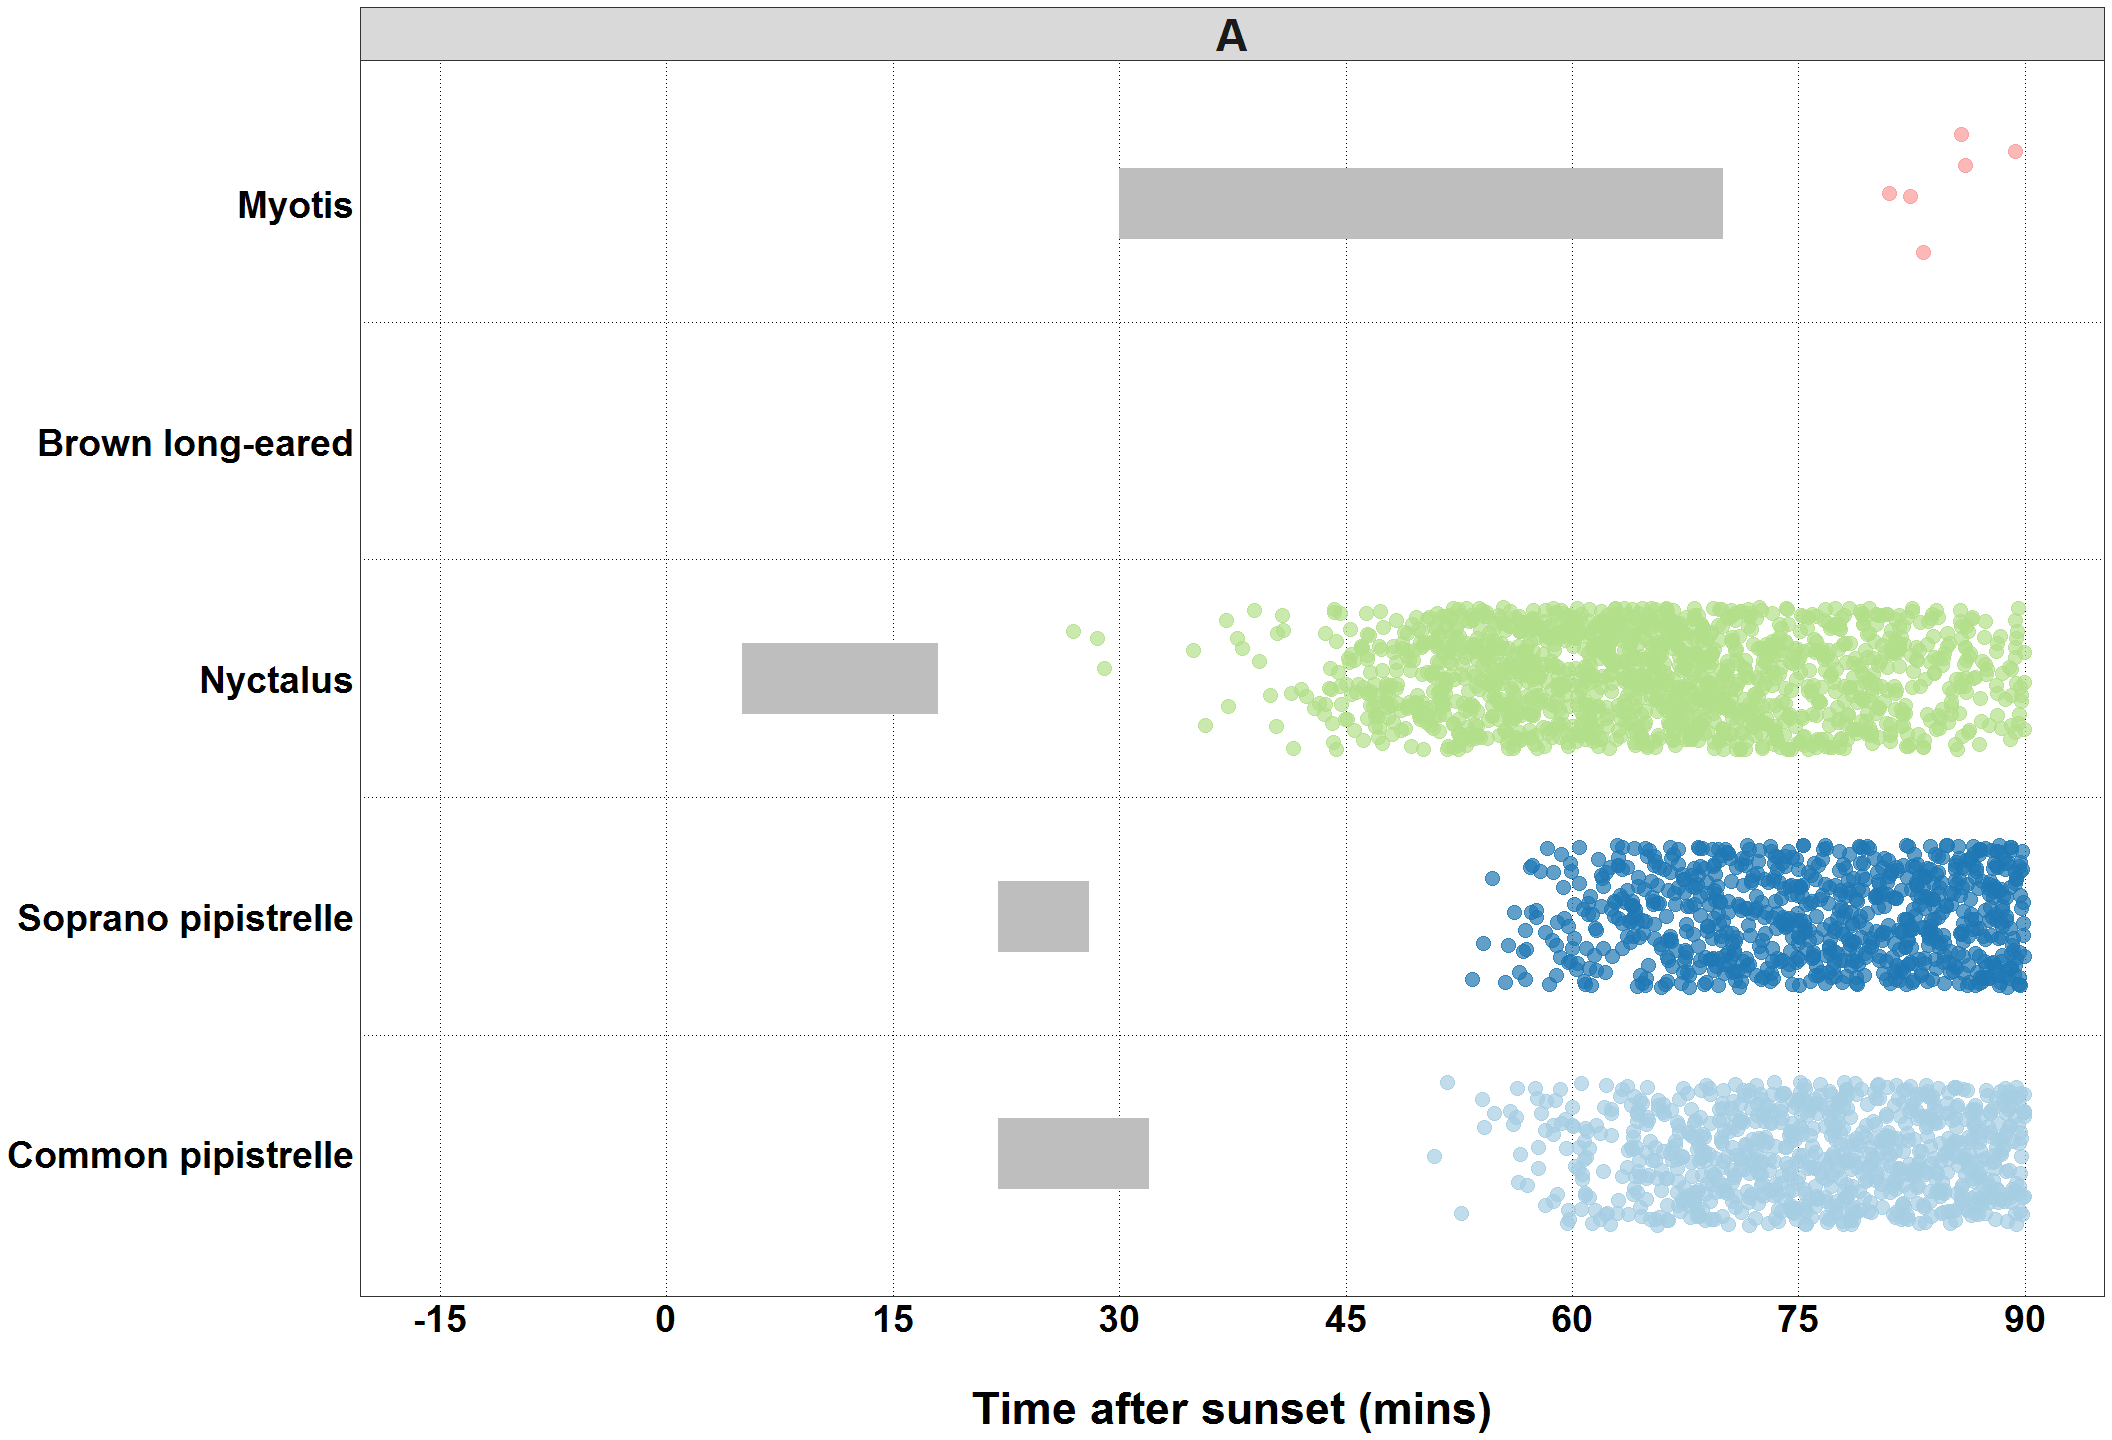 A
Myotis
Brown long-eared
Nyctalus
Soprano pipistrelle
Common pipistrelle
-15 0 15 30 45 60 75 90
Time after sunset (mins)